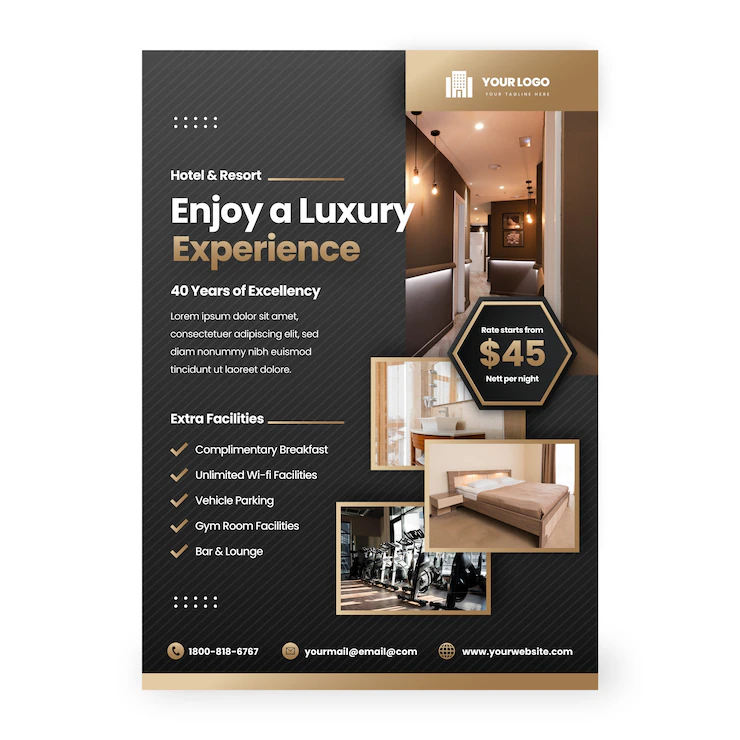 YOUR LOGO
YOUR TAGLINE HERE
Hotel & Resort
Enjoy a Luxury
Experience
40 Years of Excellency
Lorem ipsum dolor sit amet,
consectetuer adipiscing elit, sed
diam nonummy nibh euismod
tincidunt ut laoreet dolore.
Rate starts from
$45
Nett per night
Extra Facilities
Complimentary Breakfast
Unlimited Wi-fi Facilities
Vehicle Parking
Gym Room Facilities
Bar & Lounge
1800-818-6767
yourmail@email@com
www.yourwebsite.com